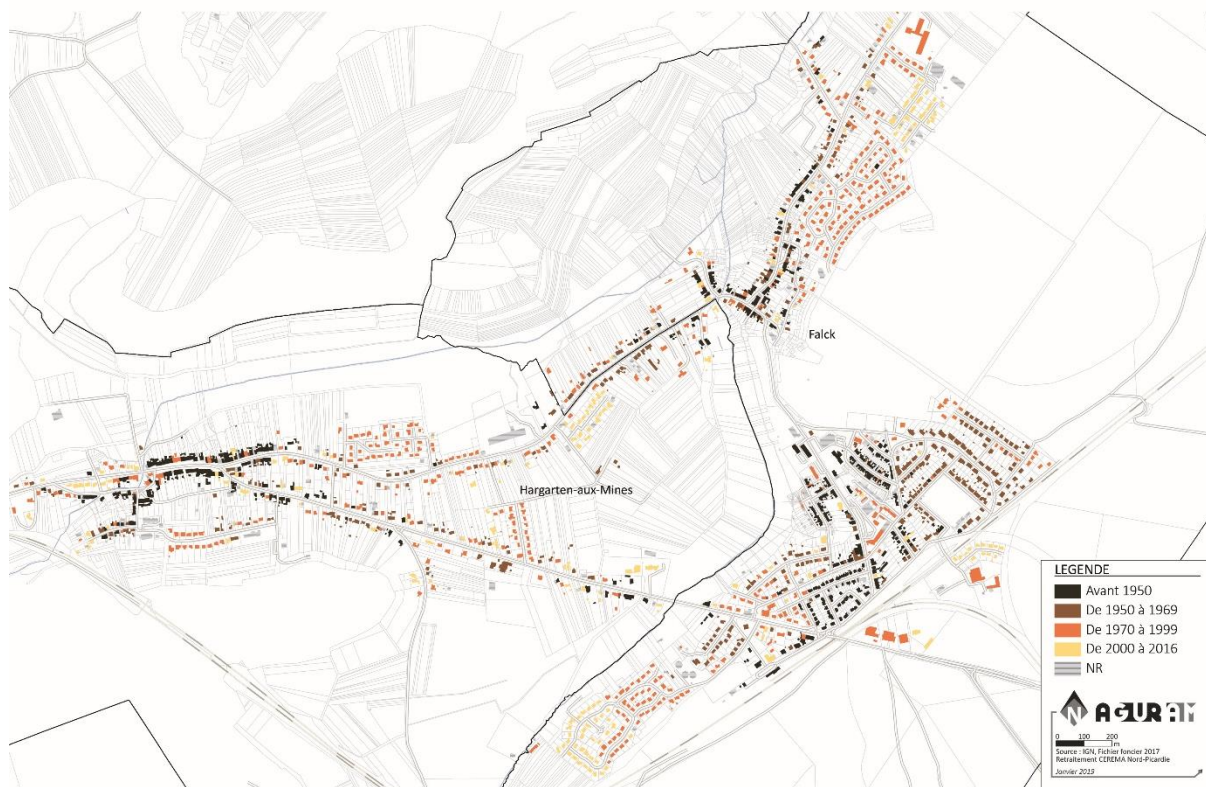 Falck
Hargarten-aux-Mines
LEGENDE
Avant 1950
De 1950 à 1969
De 1970 à 1999
De 2000 à 2016
NR
N AGURAM
0 100 200
m
Source : IGN, Fichier foncier 2017
Retraitement CEREMA Nord-Picardie
Janvier 2019